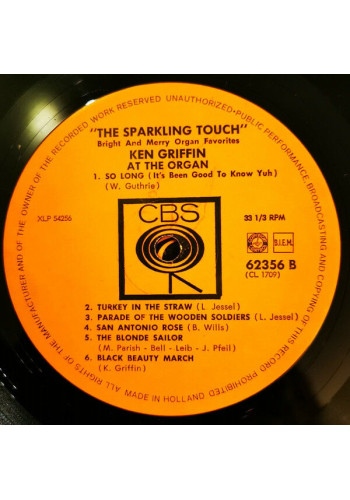 ALL RIGHTS OF THE MANUFACTURER AND OF THE OWNER OF THE RECORDED WORK RESERVED UNAUTHORIZED·PUBLIC PERFORMANCE BROADCASTING AND COPYING OF THIS RECORD PROHIBITED MADE IN HOLLAND
"THE SPARKLING TOUCH"
Bright And Merry Organ Favorites
KEN GRIFFIN
AT THE ORGAN
1. SO LONG (It's Been Good To Know Yuh)
(W. Guthrie)
CBS
XLP 54256
33 1/3 RPM
S.I.E.M.
62356 B
(CL 1709)
2. TURKEY IN THE STRAW (L. Jessel)
3. PARADE OF THE WOODEN SOLDIERS (L. Jessel)
4. SAN ANTONIO ROSE (B. Wills)
5. THE BLONDE SAILOR
(M. Parish - Bell - Leib - J. Pfeil)
6. BLACK BEAUTY MARCH
(K. Griffin)